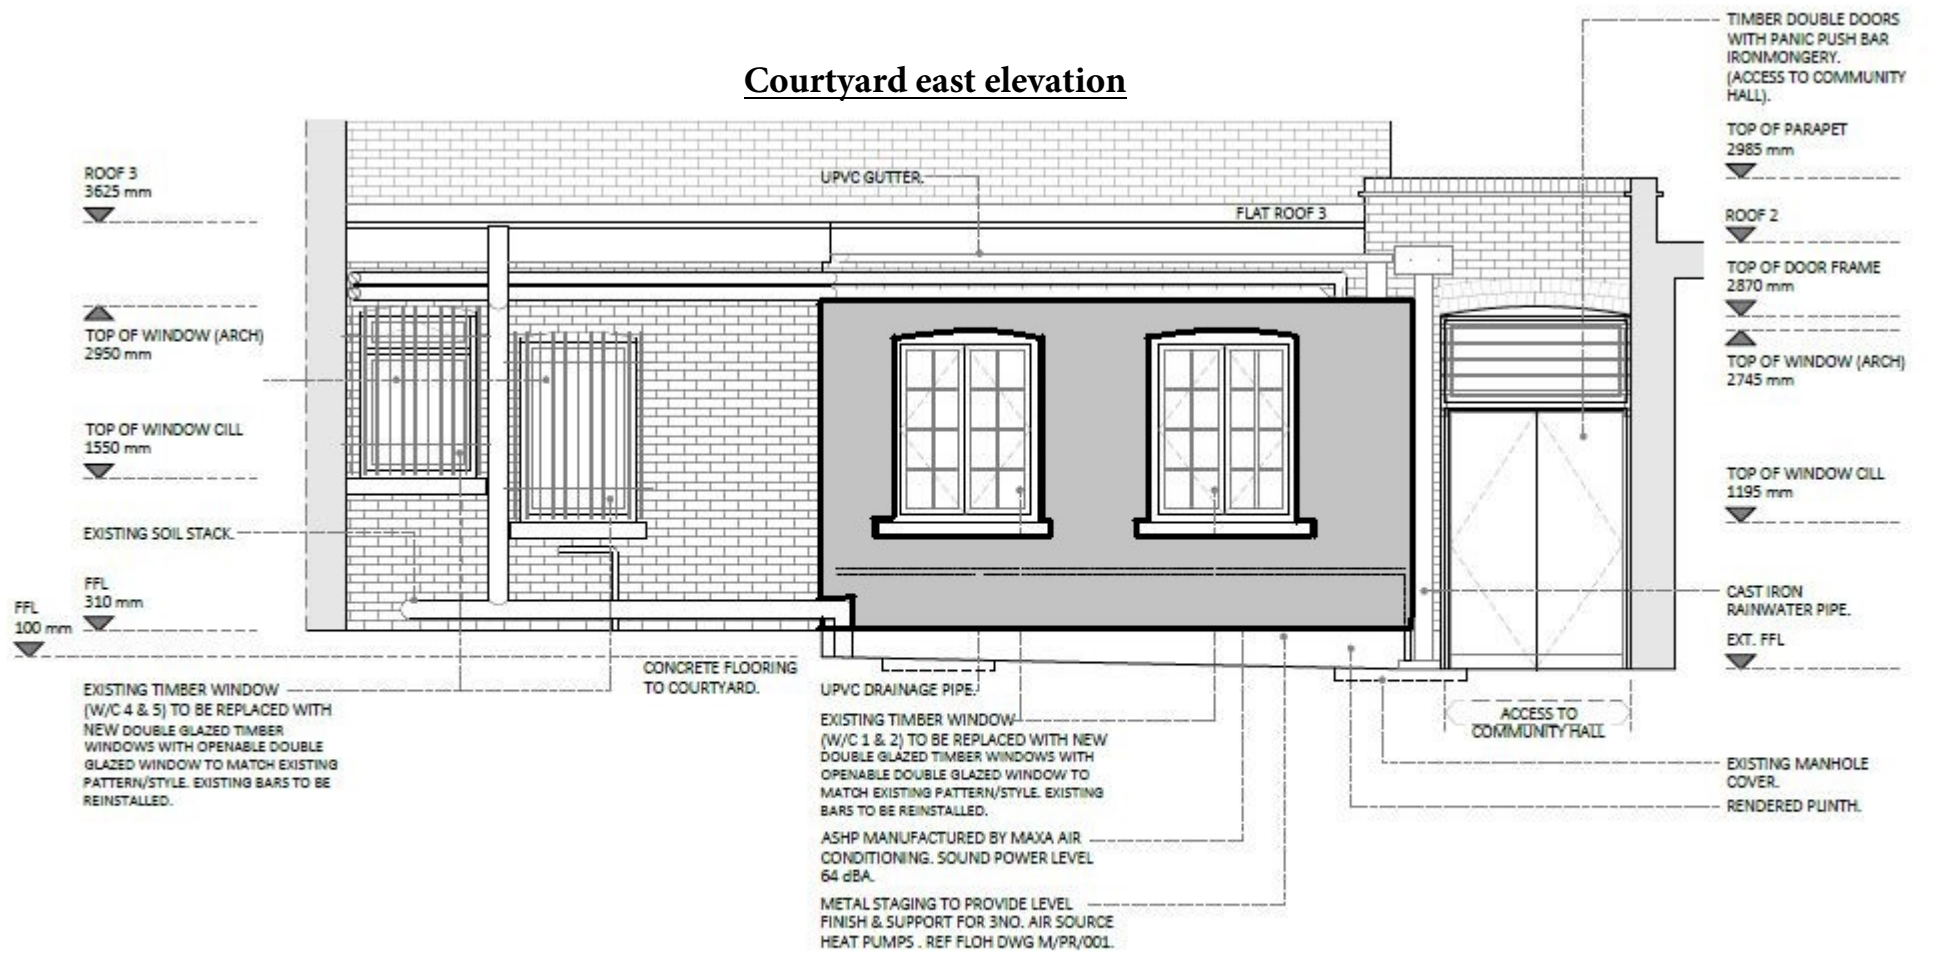 Courtyard east elevation
ROOF 3
3625 mm
TOP OF WINDOW (ARCH)
2950 mm
TOP OF WINDOW CILL
1550 mm
EXISTING SOIL STACK.
FFL
310 mm
FFL
100 mm
EXISTING TIMBER WINDOW
(W/C 4 & 5) TO BE REPLACED WITH
NEW DOUBLE GLAZED TIMBER
WINDOWS WITH OPENABLE DOUBLE
GLAZED WINDOW TO MATCH EXISTING
PATTERN/STYLE. EXISTING BARS TO BE
REINSTALLED.
UPVC GUTTER.
FLAT ROOF 3
CONCRETE FLOORING
TO COURTYARD.
UPVC DRAINAGE PIPE.
EXISTING TIMBER WINDOW
(W/C 1 & 2) TO BE REPLACED WITH NEW
DOUBLE GLAZED TIMBER WINDOWS WITH
OPENABLE DOUBLE GLAZED WINDOW TO
MATCH EXISTING PATTERN/STYLE. EXISTING
BARS TO BE REINSTALLED.
ASHP MANUFACTURED BY MAXA AIR
CONDITIONING. SOUND POWER LEVEL
64 dBA.
METAL STAGING TO PROVIDE LEVEL
FINISH & SUPPORT FOR 3NO. AIR SOURCE
HEAT PUMPS . REF FLOH DWG M/PR/001.
TIMBER DOUBLE DOORS
WITH PANIC PUSH BAR
IRONMONGERY.
(ACCESS TO COMMUNITY
HALL).
TOP OF PARAPET
2985 mm
ROOF 2
TOP OF DOOR FRAME
2870 mm
TOP OF WINDOW (ARCH)
2745 mm
TOP OF WINDOW CILL
1195 mm
CAST IRON
RAINWATER PIPE.
EXT. FFL
ACCESS TO
COMMUNITY HALL
EXISTING MANHOLE
COVER.
RENDERED PLINTH.